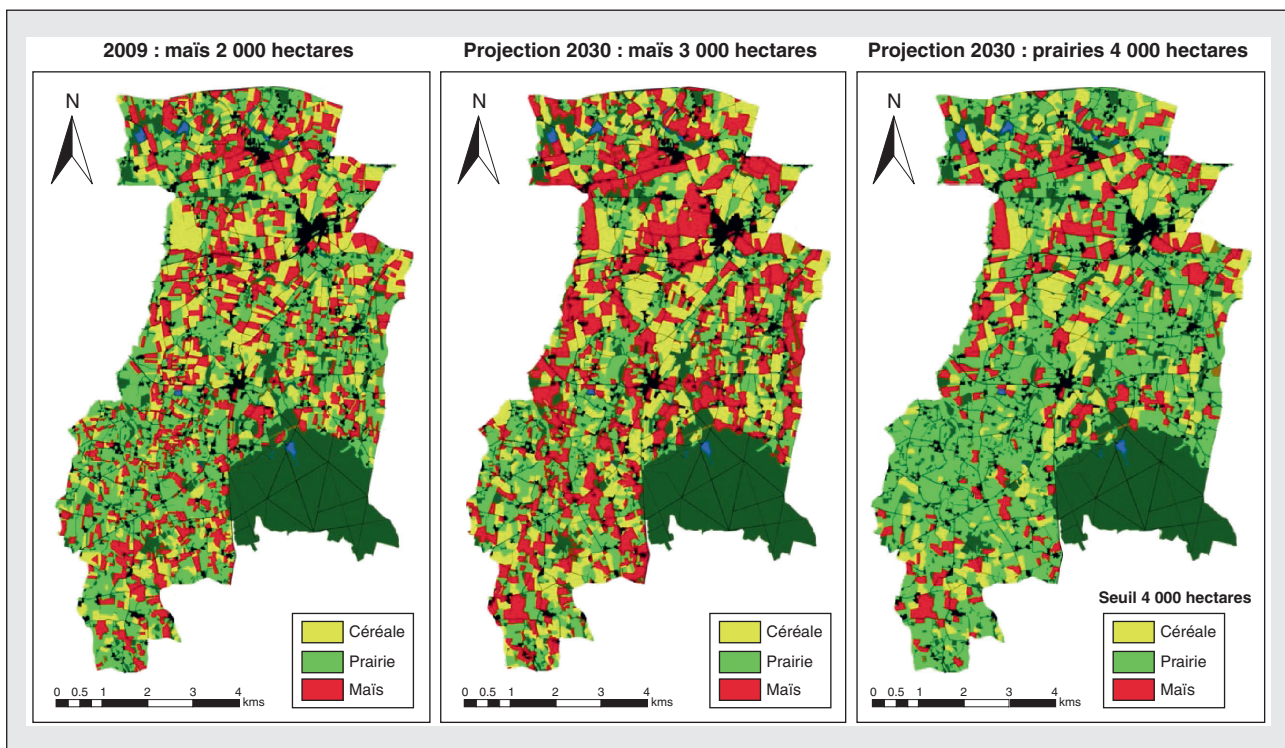 2009 : maïs 2 000 hectares
N
Céréale
Prairie
Maïs
0 0.5 1 2 3 4
kms
Projection 2030 : maïs 3 000 hectares
N
Céréale
Prairie
Maïs
0 0.5 1 2 3 4
kms
Projection 2030 : prairies 4 000 hectares
N
Seuil 4 000 hectares
Céréale
Prairie
Maïs
0 0.5 1 2 3 4
kms